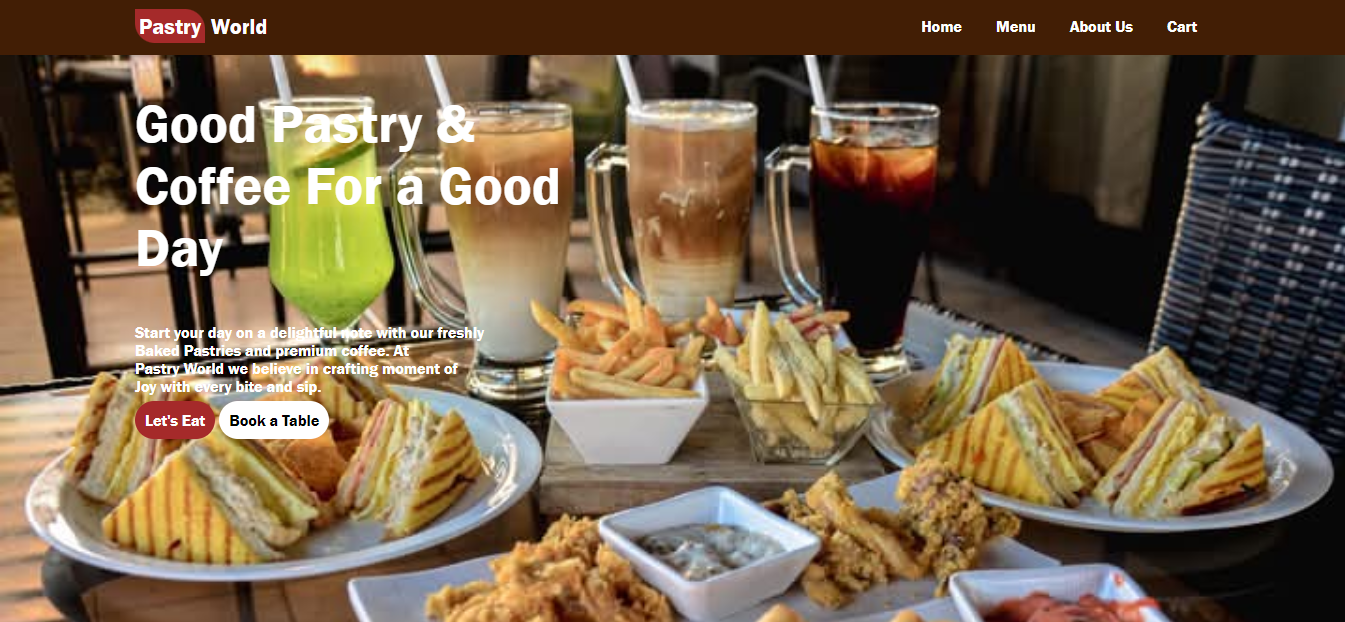 Pastry World
Home Menu About Us Cart
Good Pastry &
Coffee For a Good
Day
Start your day on a delightful note with our freshly
Baked Pastries and premium coffee. At
Pastry World we believe in crafting moment of
Joy with every bite and sip.
Let's Eat Book a Table